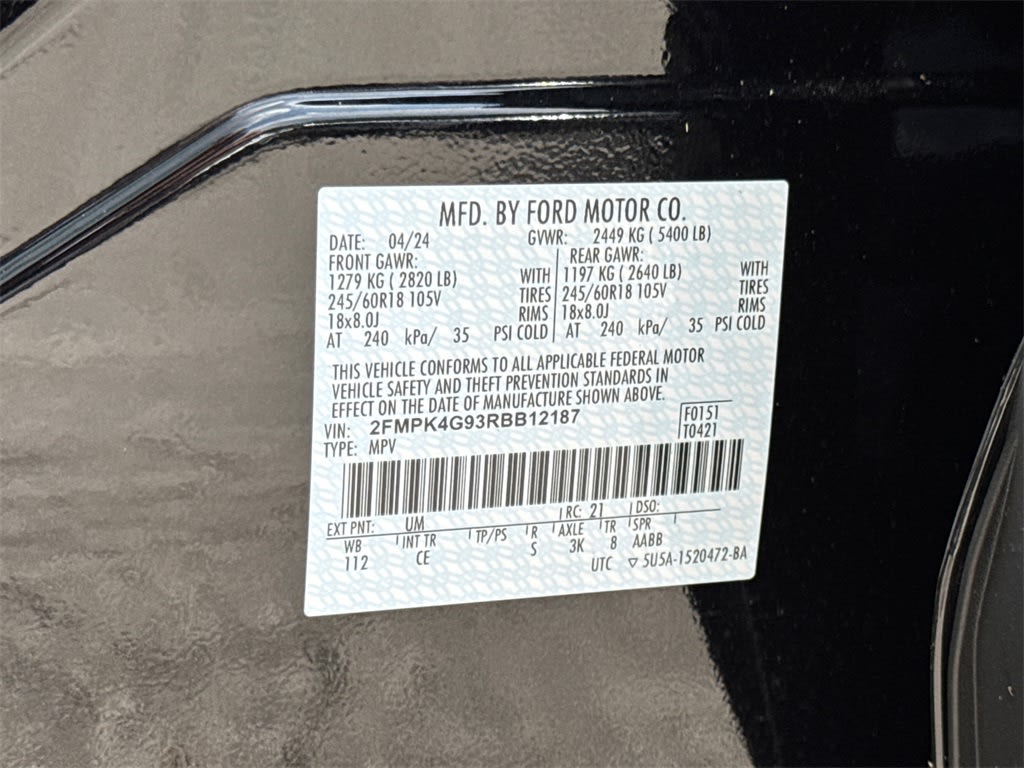 MFD. BY FORD MOTOR CO.
DATE: 04/24 GVWR: 2449 KG ( 5400 LB)
FRONT GAWR: REAR GAWR:
1279 KG ( 2820 LB) WITH 1197 KG ( 2640 LB) WITH
245/60R18 105V TIRES 245/60R18 105V TIRES
18x8.0J RIMS 18x8.0J RIMS
AT 240 kPa/ 35 PSI COLD AT 240 kPa/ 35 PSI COLD
THIS VEHICLE CONFORMS TO ALL APPLICABLE FEDERAL MOTOR
VEHICLE SAFETY AND THEFT PREVENTION STANDARDS IN
EFFECT ON THE DATE OF MANUFACTURE SHOWN ABOVE.
VIN: 2FMPK4G93RBB12187 F0151
TYPE: MPV T0421
EXT PNT: UM RC: 21 DSO:
WB INT TR TP/PS R AXLE TR SPR
112 CE S 3K 8 AABB
UTC ▽ 5U5A-1520472-BA